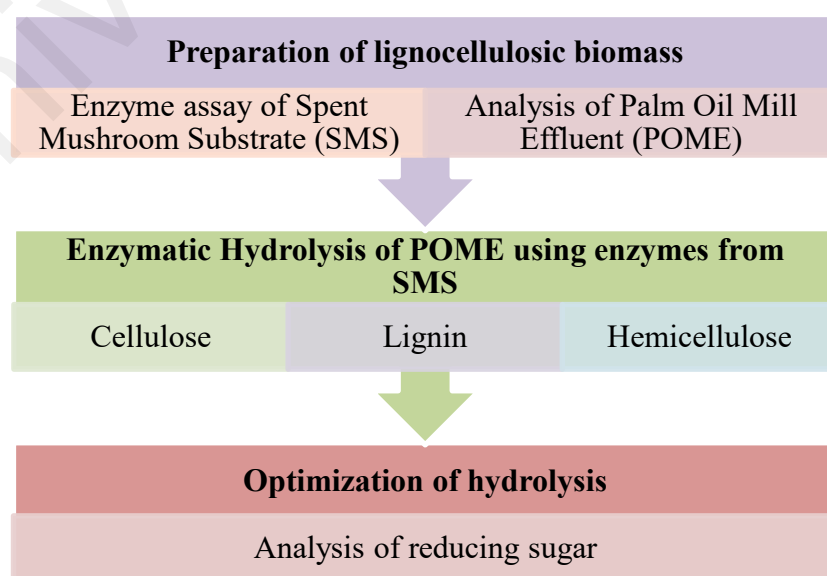 Preparation of lignocellulosic biomass
Enzyme assay of Spent
Mushroom Substrate (SMS)
Analysis of Palm Oil Mill
Effluent (POME)
Enzymatic Hydrolysis of POME using enzymes from
SMS
Cellulose
Lignin
Hemicellulose
Optimization of hydrolysis
Analysis of reducing sugar